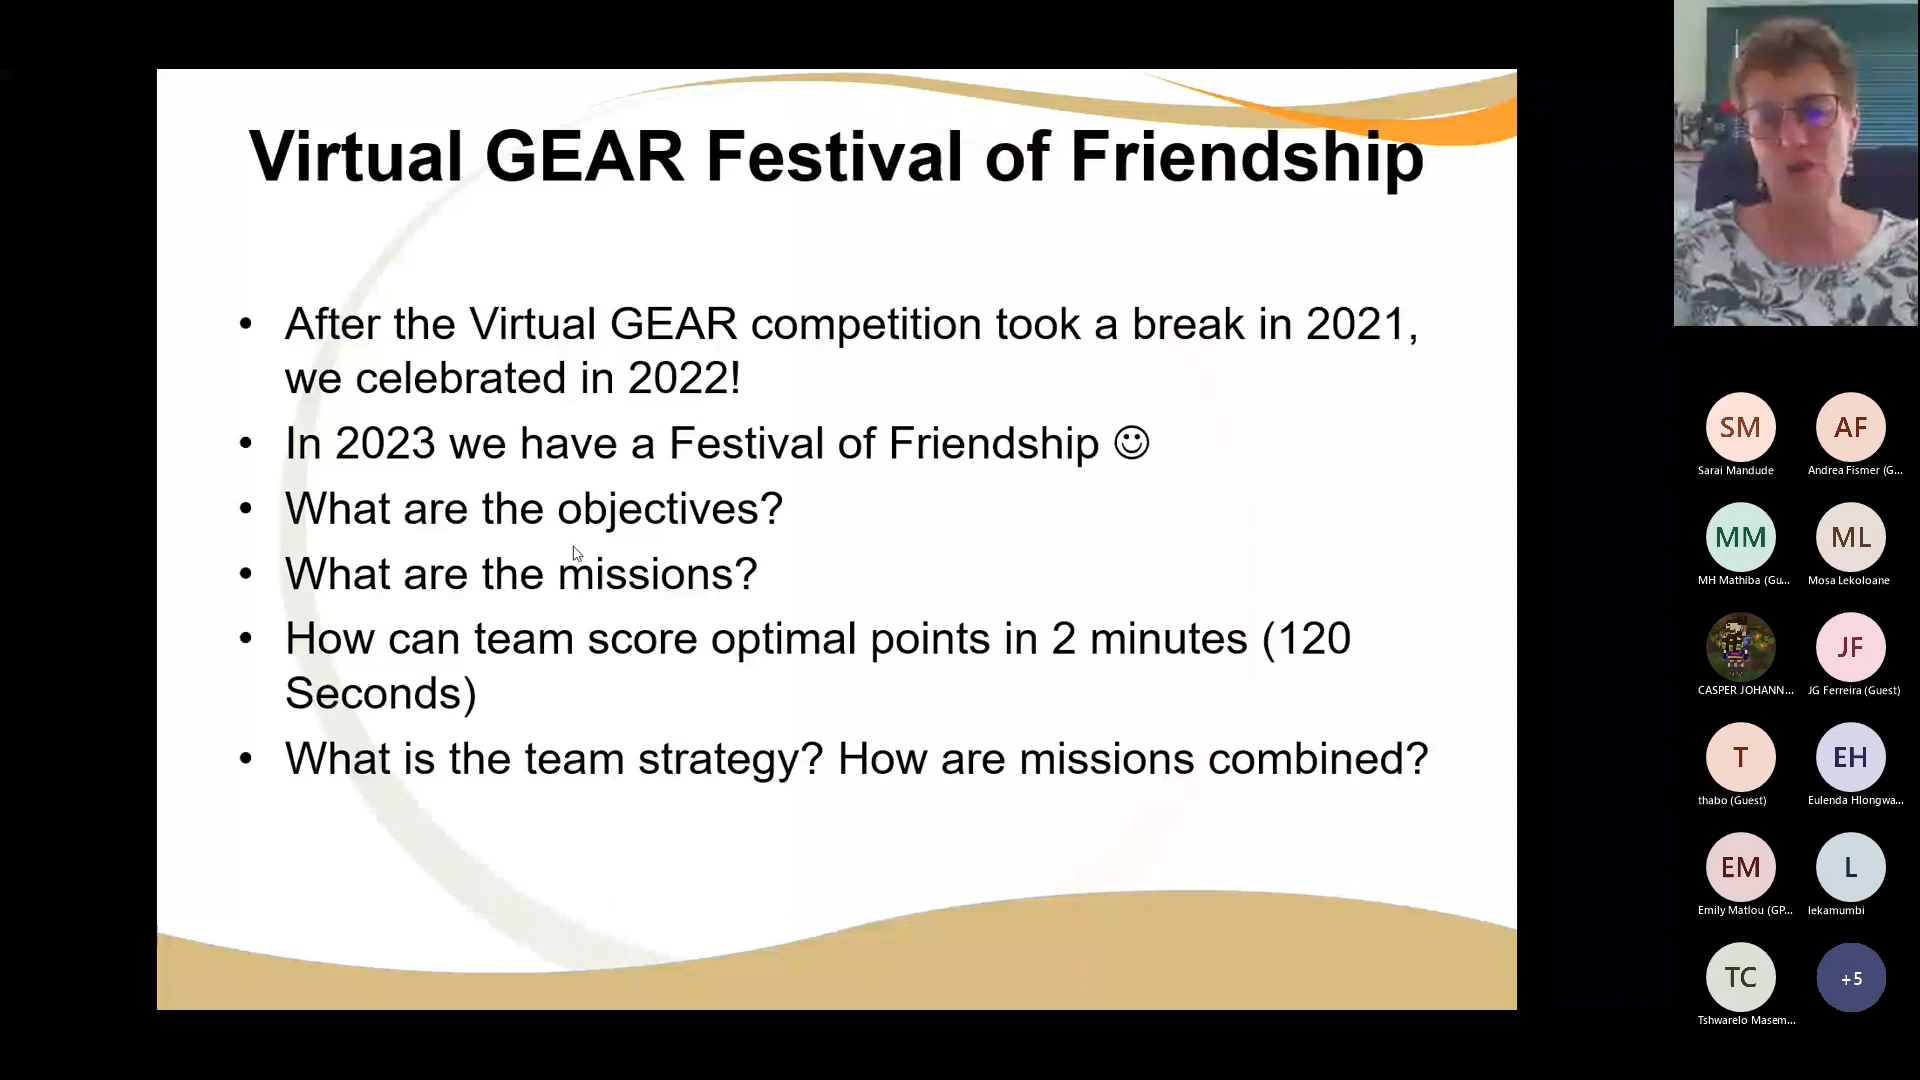 Virtual GEAR Festival of Friendship
• After the Virtual GEAR competition took a break in 2021,
we celebrated in 2022!
• In 2023 we have a Festival of Friendship ☺
• What are the objectives?
• What are the missions?
• How can team score optimal points in 2 minutes (120
Seconds)
• What is the team strategy? How are missions combined?
SM
Sarai Mandude
AF
Andrea Fismer (G...
MM
MH Mathiba (Gu...
ML
Mosa Lekoloane
CASPER JOHANN...
JF
JG Ferreira (Guest)
T
thabo (Guest)
EH
Eulenda Hlongwa...
EM
Emily Matlou (GP...
L
lekamumbi
TC
Tshwarelo Masem...
+5